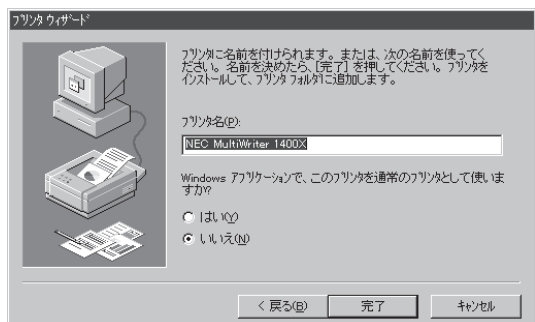 プリンタ ウィザード
プリンタに名前を付けられます。または、次の名前を使ってく
ださい。名前を決めたら、[完了] を押してください。プリンタを
インストールして、プリンタ フォルダに追加します。
プリンタ名(P):
NEC MultiWriter 1400X
Windows アプリケーションで、このプリンタを通常のプリンタとして使いま
すか?
はい(Y)
いいえ(N)
< 戻る(B)
完了
キャンセル